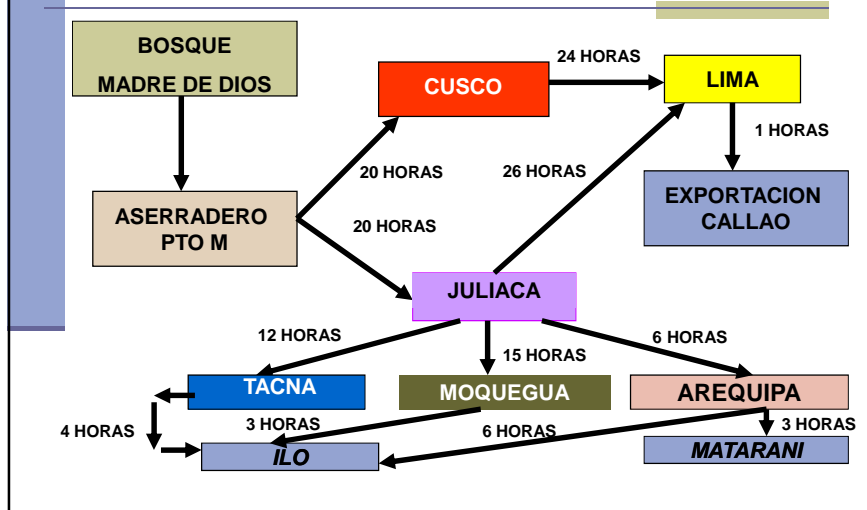 BOSQUE
MADRE DE DIOS
CUSCO
24 HORAS
LIMA
1 HORAS
20 HORAS
26 HORAS
ASERRADERO
PTO M
20 HORAS
EXPORTACION
CALLAO
JULIACA
12 HORAS
15 HORAS
6 HORAS
TACNA
MOQUEGUA
AREQUIPA
4 HORAS
3 HORAS
6 HORAS
3 HORAS
ILO
MATARANI